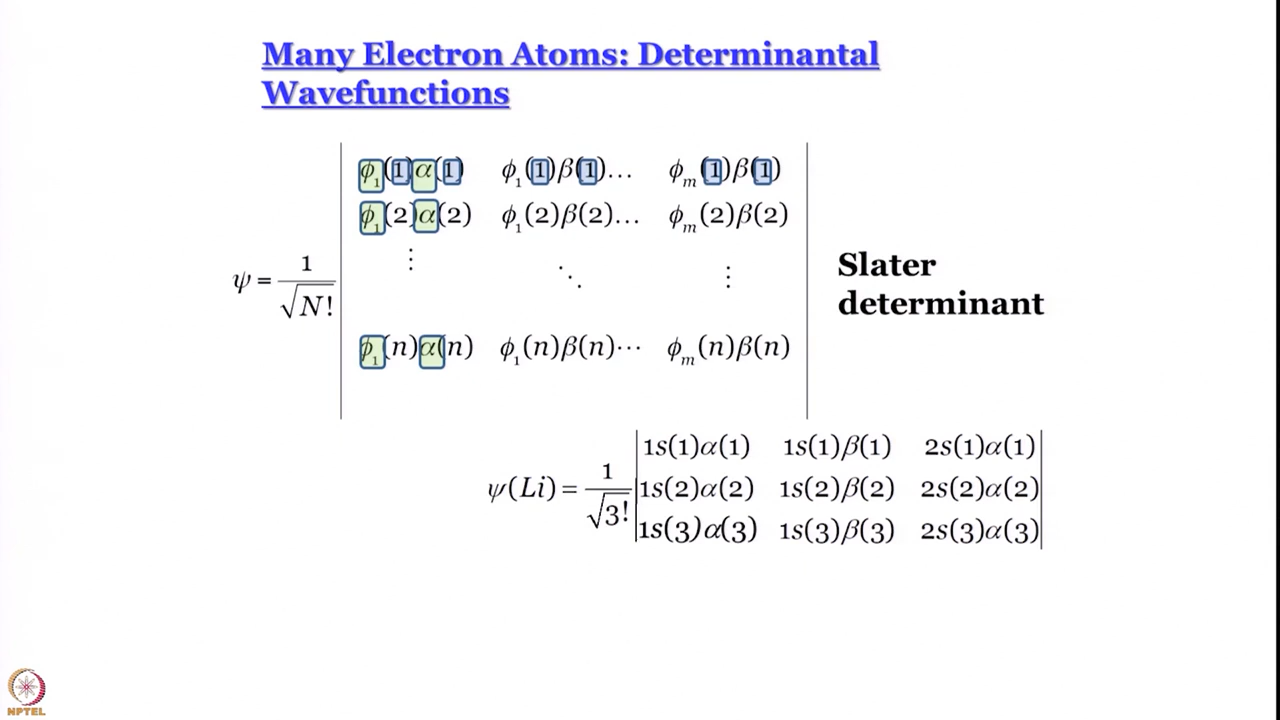 Many Electron Atoms: Determinantal
Wavefunctions
ϕ₁(1)α(1) ϕ₁(1)β(1)… ϕₘ(1)β(1)
ϕ₁(2)α(2) ϕ₁(2)β(2)… ϕₘ(2)β(2)
⋮ ⋱ ⋮
ψ = 1/√N!
ϕ₁(n)α(n) ϕ₁(n)β(n)⋯ ϕₘ(n)β(n)
Slater
determinant
1s(1)α(1) 1s(1)β(1) 2s(1)α(1)
ψ(Li) = 1/√3! 1s(2)α(2) 1s(2)β(2) 2s(2)α(2)
1s(3)α(3) 1s(3)β(3) 2s(3)α(3)
NPTEL